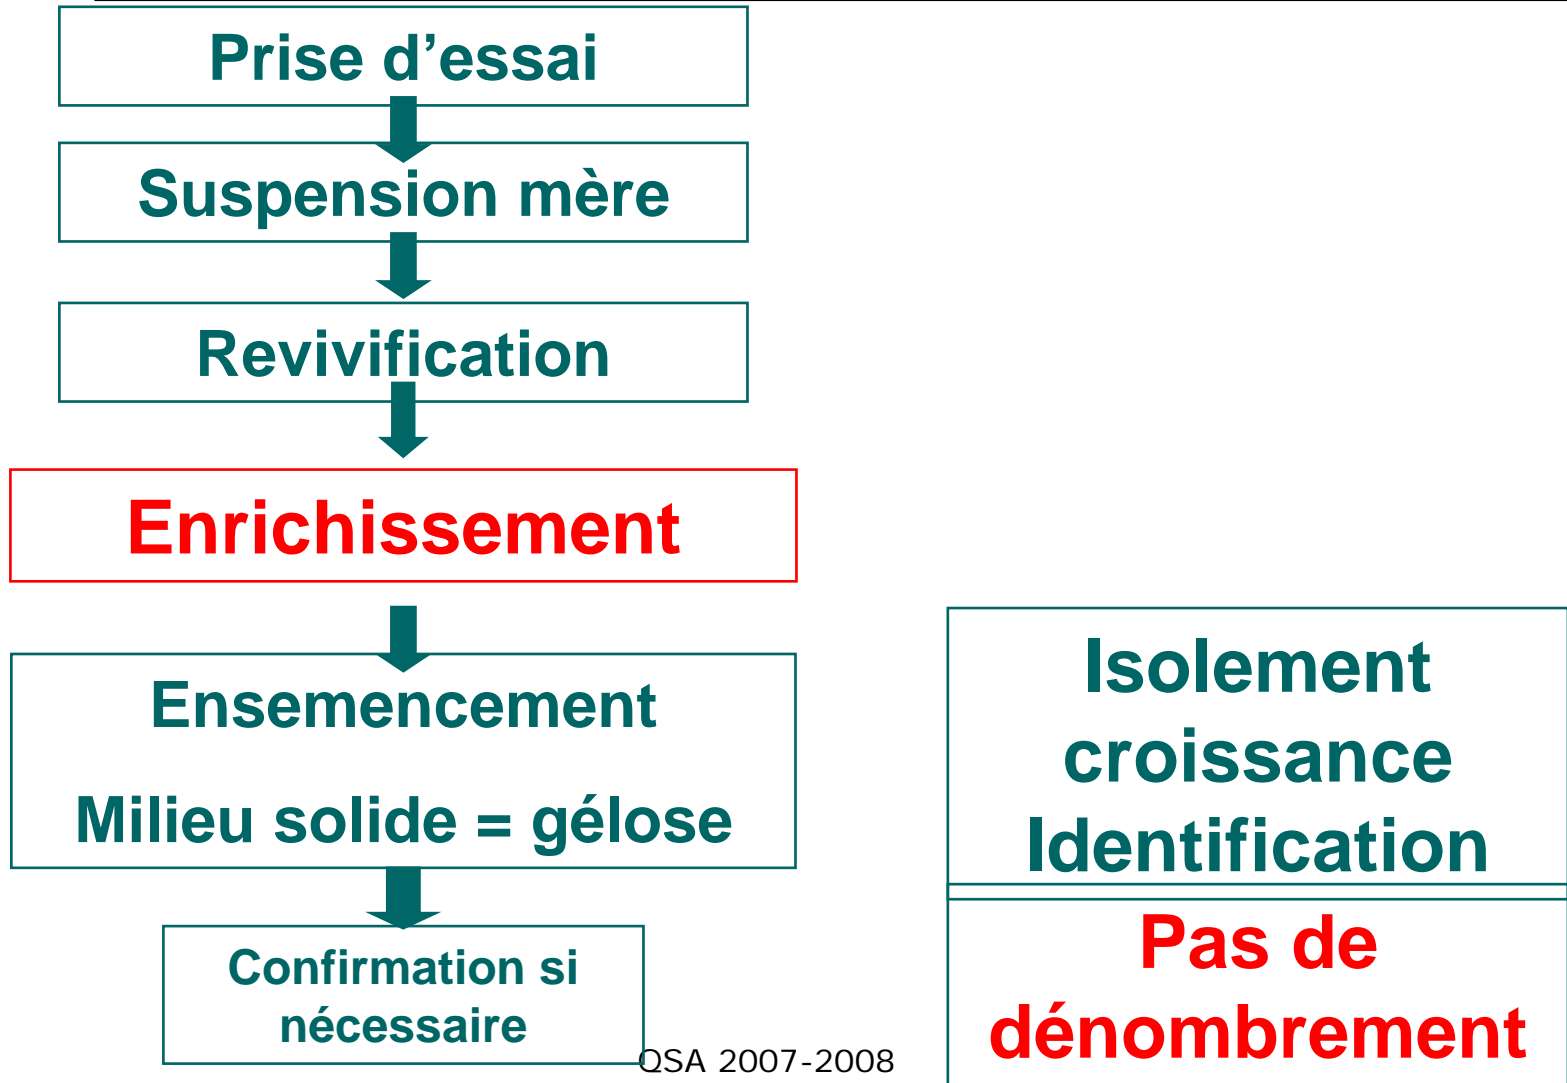 Prise d’essai
Suspension mère
Revivification
Enrichissement
Ensemencement
Milieu solide = gélose
Confirmation si
nécessaire
Isolement
croissance
Identification
Pas de
dénombrement
QSA 2007-2008